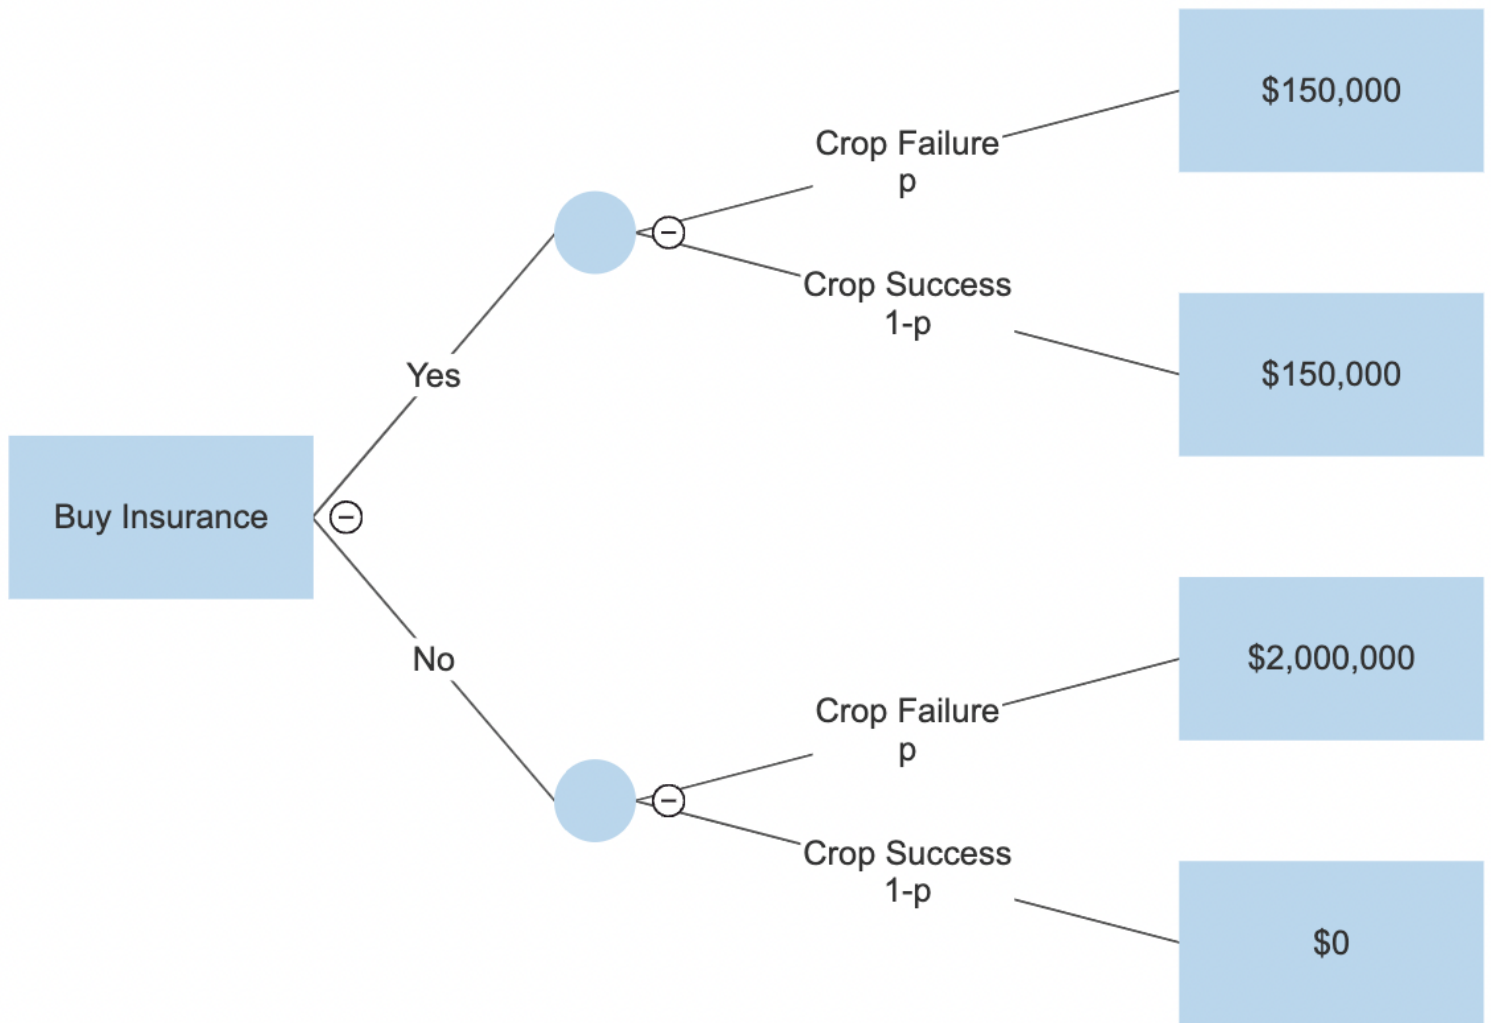 Buy Insurance
Yes
Crop Failure
p
$150,000
Crop Success
1-p
$150,000
No
Crop Failure
p
$2,000,000
Crop Success
1-p
$0